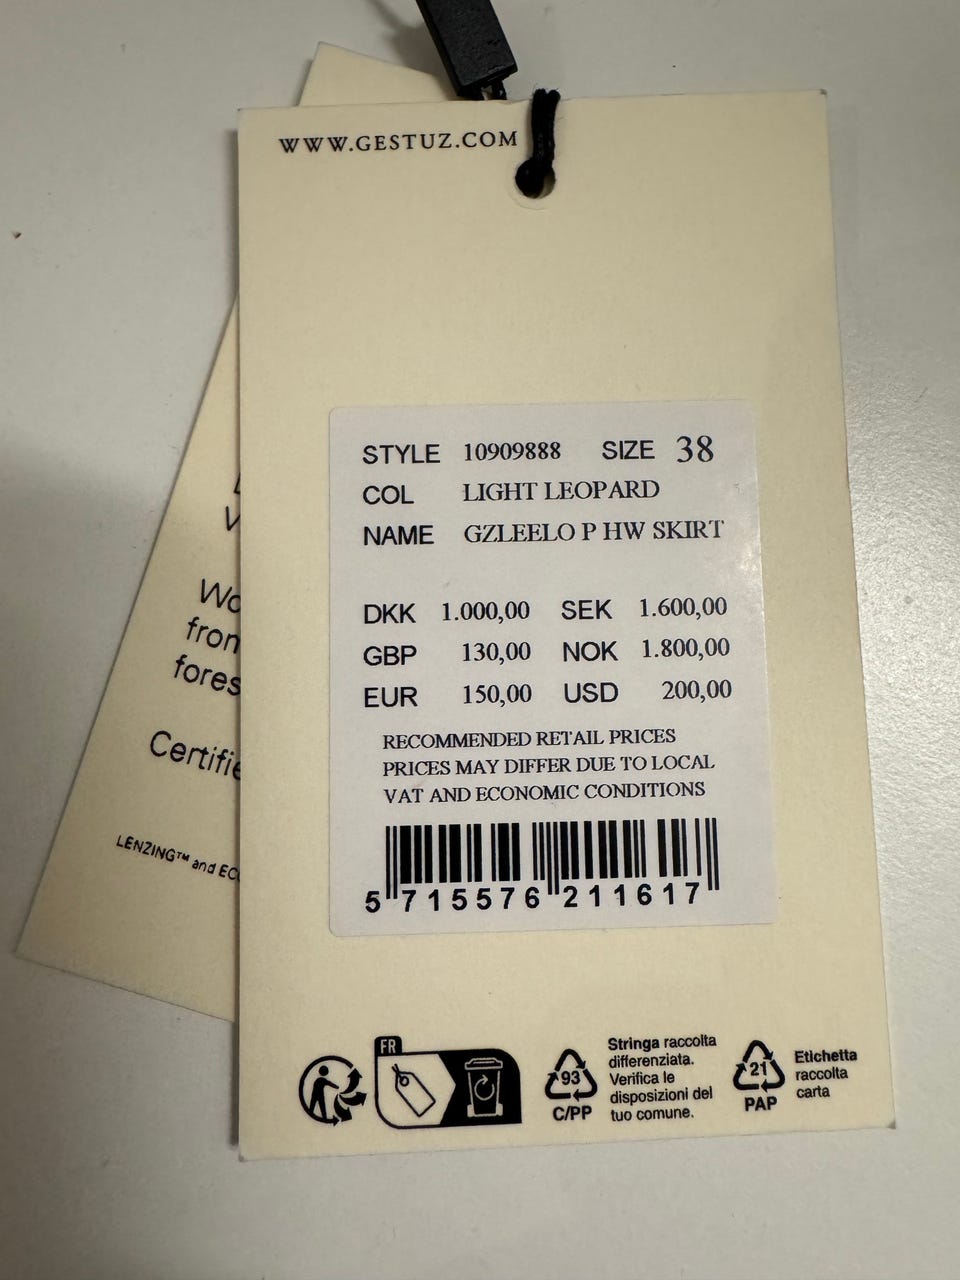 WWW.GESTUZ.COM
STYLE 10909888 SIZE 38
COL LIGHT LEOPARD
NAME GZLEELO P HW SKIRT
DKK 1.000,00 SEK 1.600,00
GBP 130,00 NOK 1.800,00
EUR 150,00 USD 200,00
RECOMMENDED RETAIL PRICES
PRICES MAY DIFFER DUE TO LOCAL
VAT AND ECONOMIC CONDITIONS
5 715576 211617
FR
93
C/PP
Stringa raccolta
differenziata.
Verifica le
disposizioni del
tuo comune.
21
PAP
Etichetta
raccolta
carta
from
LENZING™ and